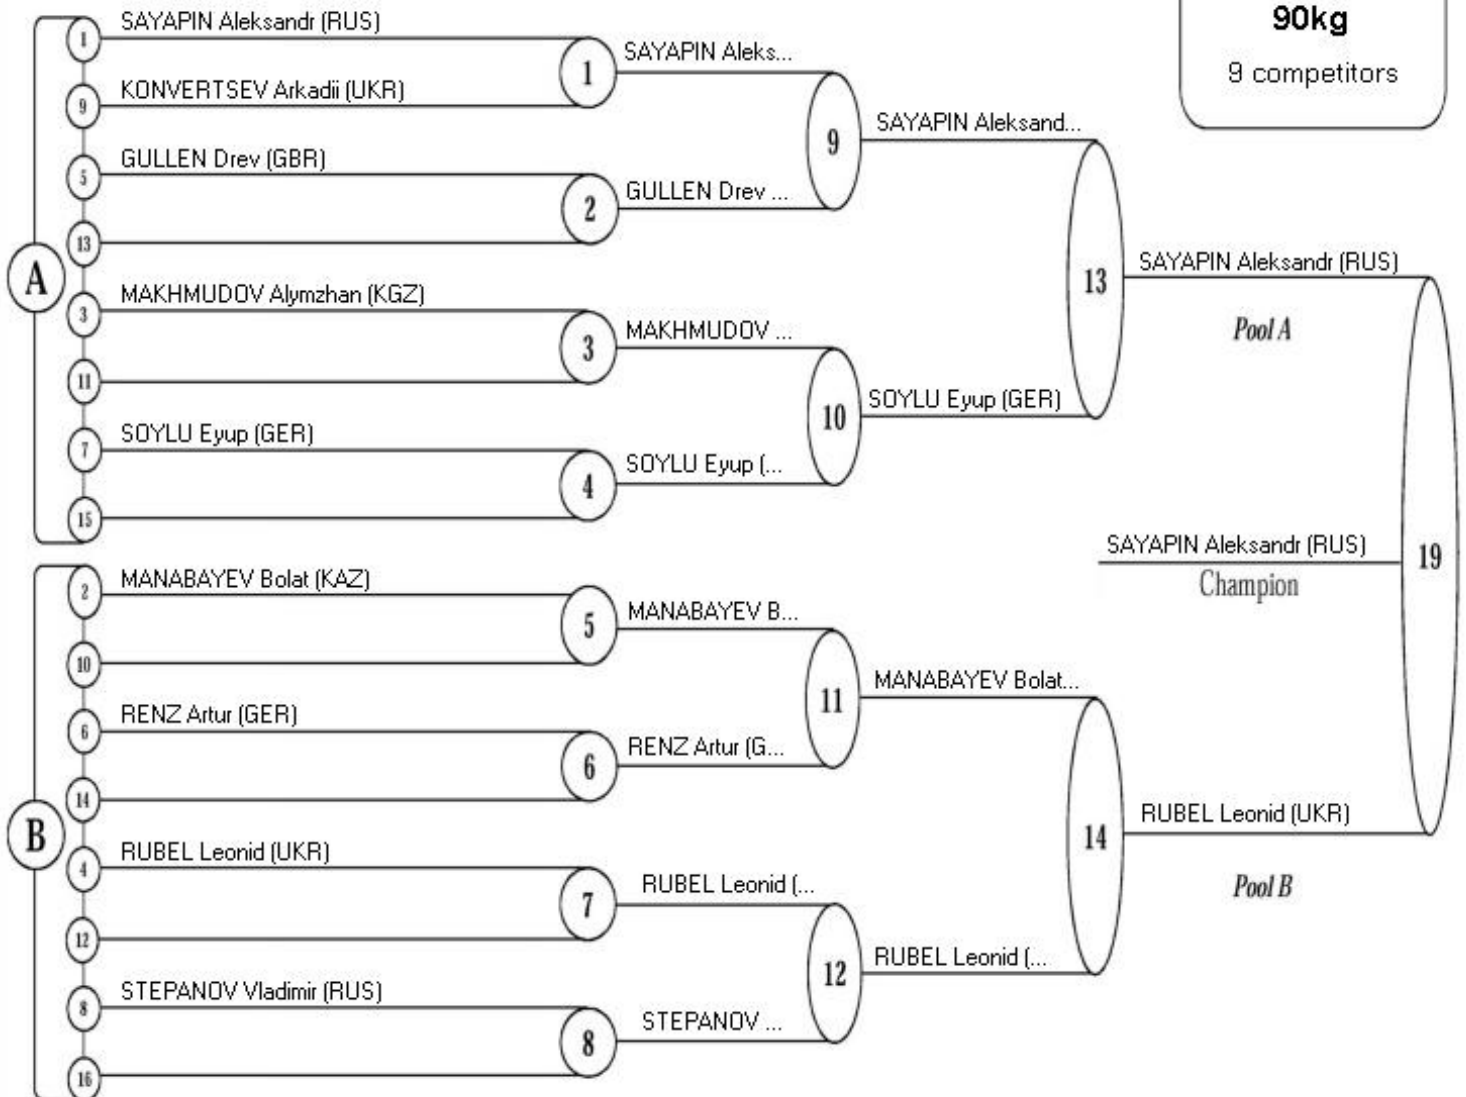 90kg
9 competitors
A
1
SAYAPIN Aleksandr (RUS)
9
KONVERTSEV Arkadii (UKR)
5
GULLEN Drev (GBR)
13
3
MAKHMUDOV Alymzhan (KGZ)
11
7
SOYLU Eyup (GER)
15
B
2
MANABAYEV Bolat (KAZ)
10
6
RENZ Artur (GER)
14
4
RUBEL Leonid (UKR)
12
8
STEPANOV Vladimir (RUS)
16
1
2
3
4
5
6
7
8
SAYAPIN Aleks...
GULLEN Drev ...
MAKHMUDOV ...
SOYLU Eyup (...
MANABAYEV B...
RENZ Artur (G...
RUBEL Leonid (...
STEPANOV ...
9
10
11
12
SAYAPIN Aleksand...
SOYLU Eyup (GER)
MANABAYEV Bolat...
RUBEL Leonid (...
13
14
SAYAPIN Aleksandr (RUS)
Pool A
SAYAPIN Aleksandr (RUS)
Champion
RUBEL Leonid (UKR)
Pool B
19